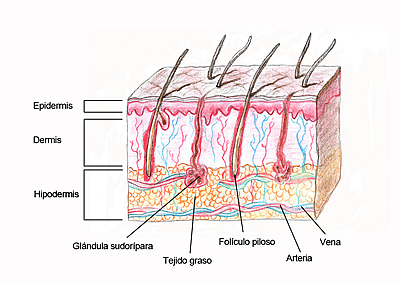 Epidermis
Dermis
Hipodermis
Glándula sudorípara
Tejido graso
Folículo piloso
Arteria
Vena